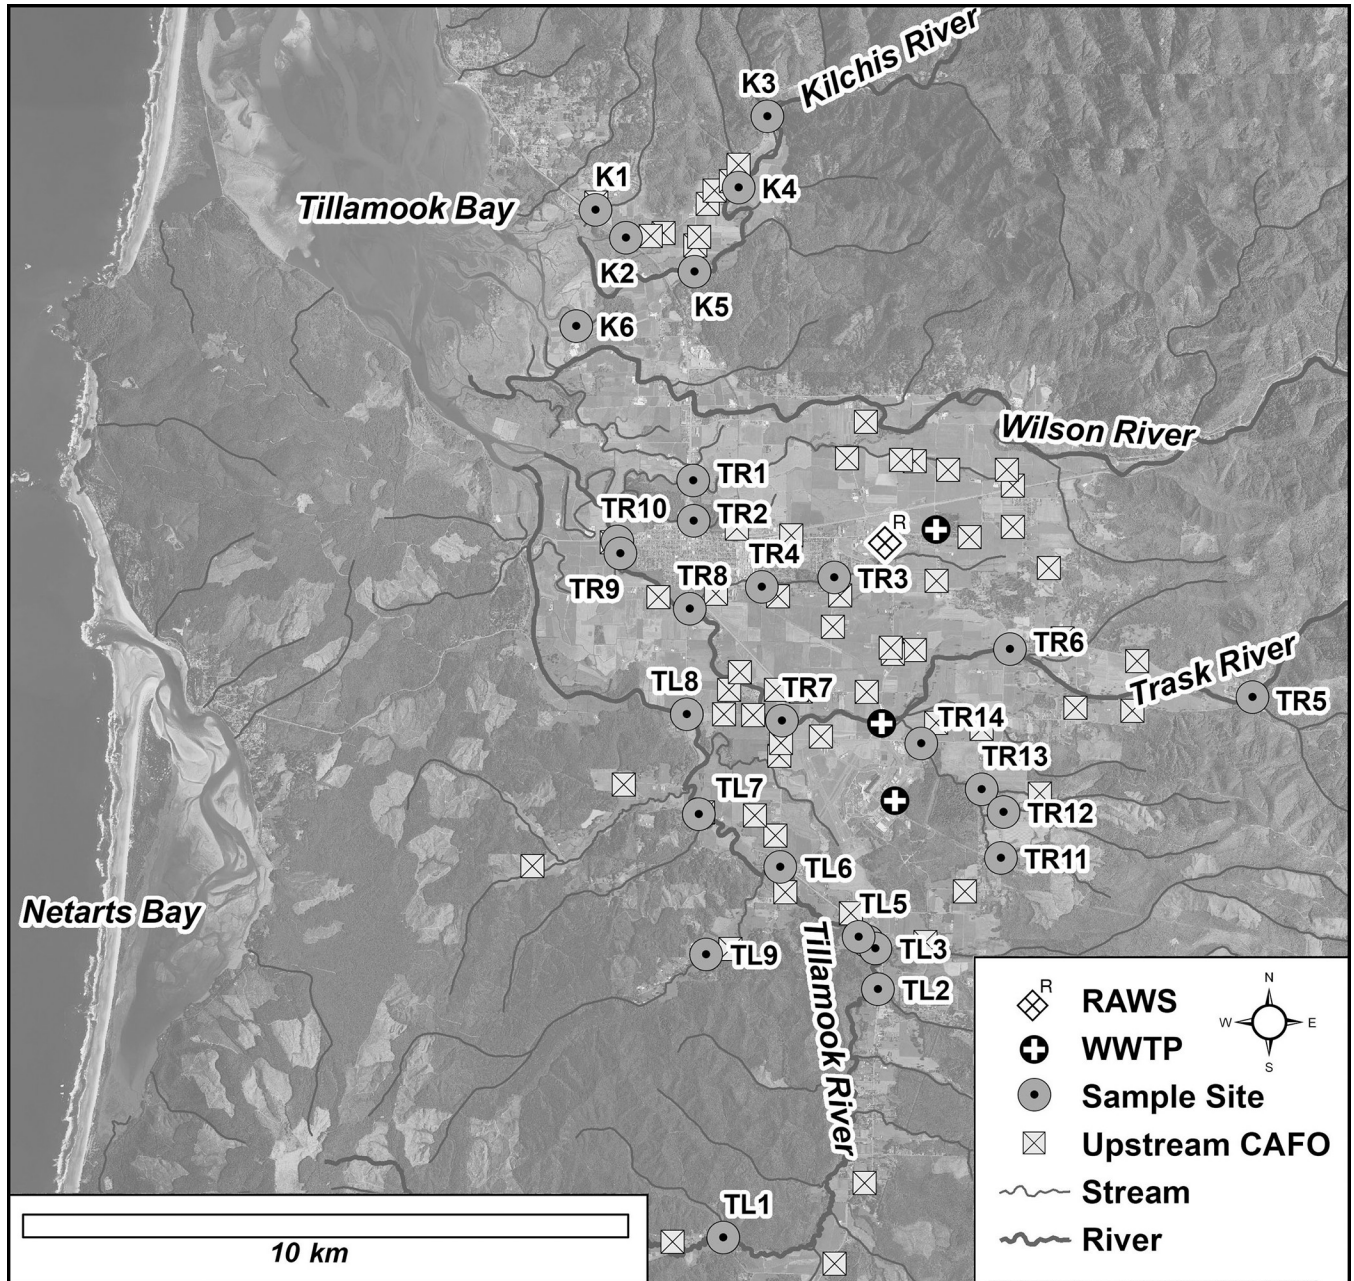 Kilchis River
K3
K1
K4
Tillamook Bay
K2
K5
K6
Wilson River
TR1
TR10
TR2
R
TR4
TR9
TR8
TR3
TR6
Trask River
TL8
TR7
TR5
TR14
TR13
TL7
TR12
TL6
TR11
TL5
Netarts Bay
TL9
TL3
TL2
Tillamook River
TL1
10 km
R
RAWS
N
W
E
S
WWTP
Sample Site
Upstream CAFO
Stream
River